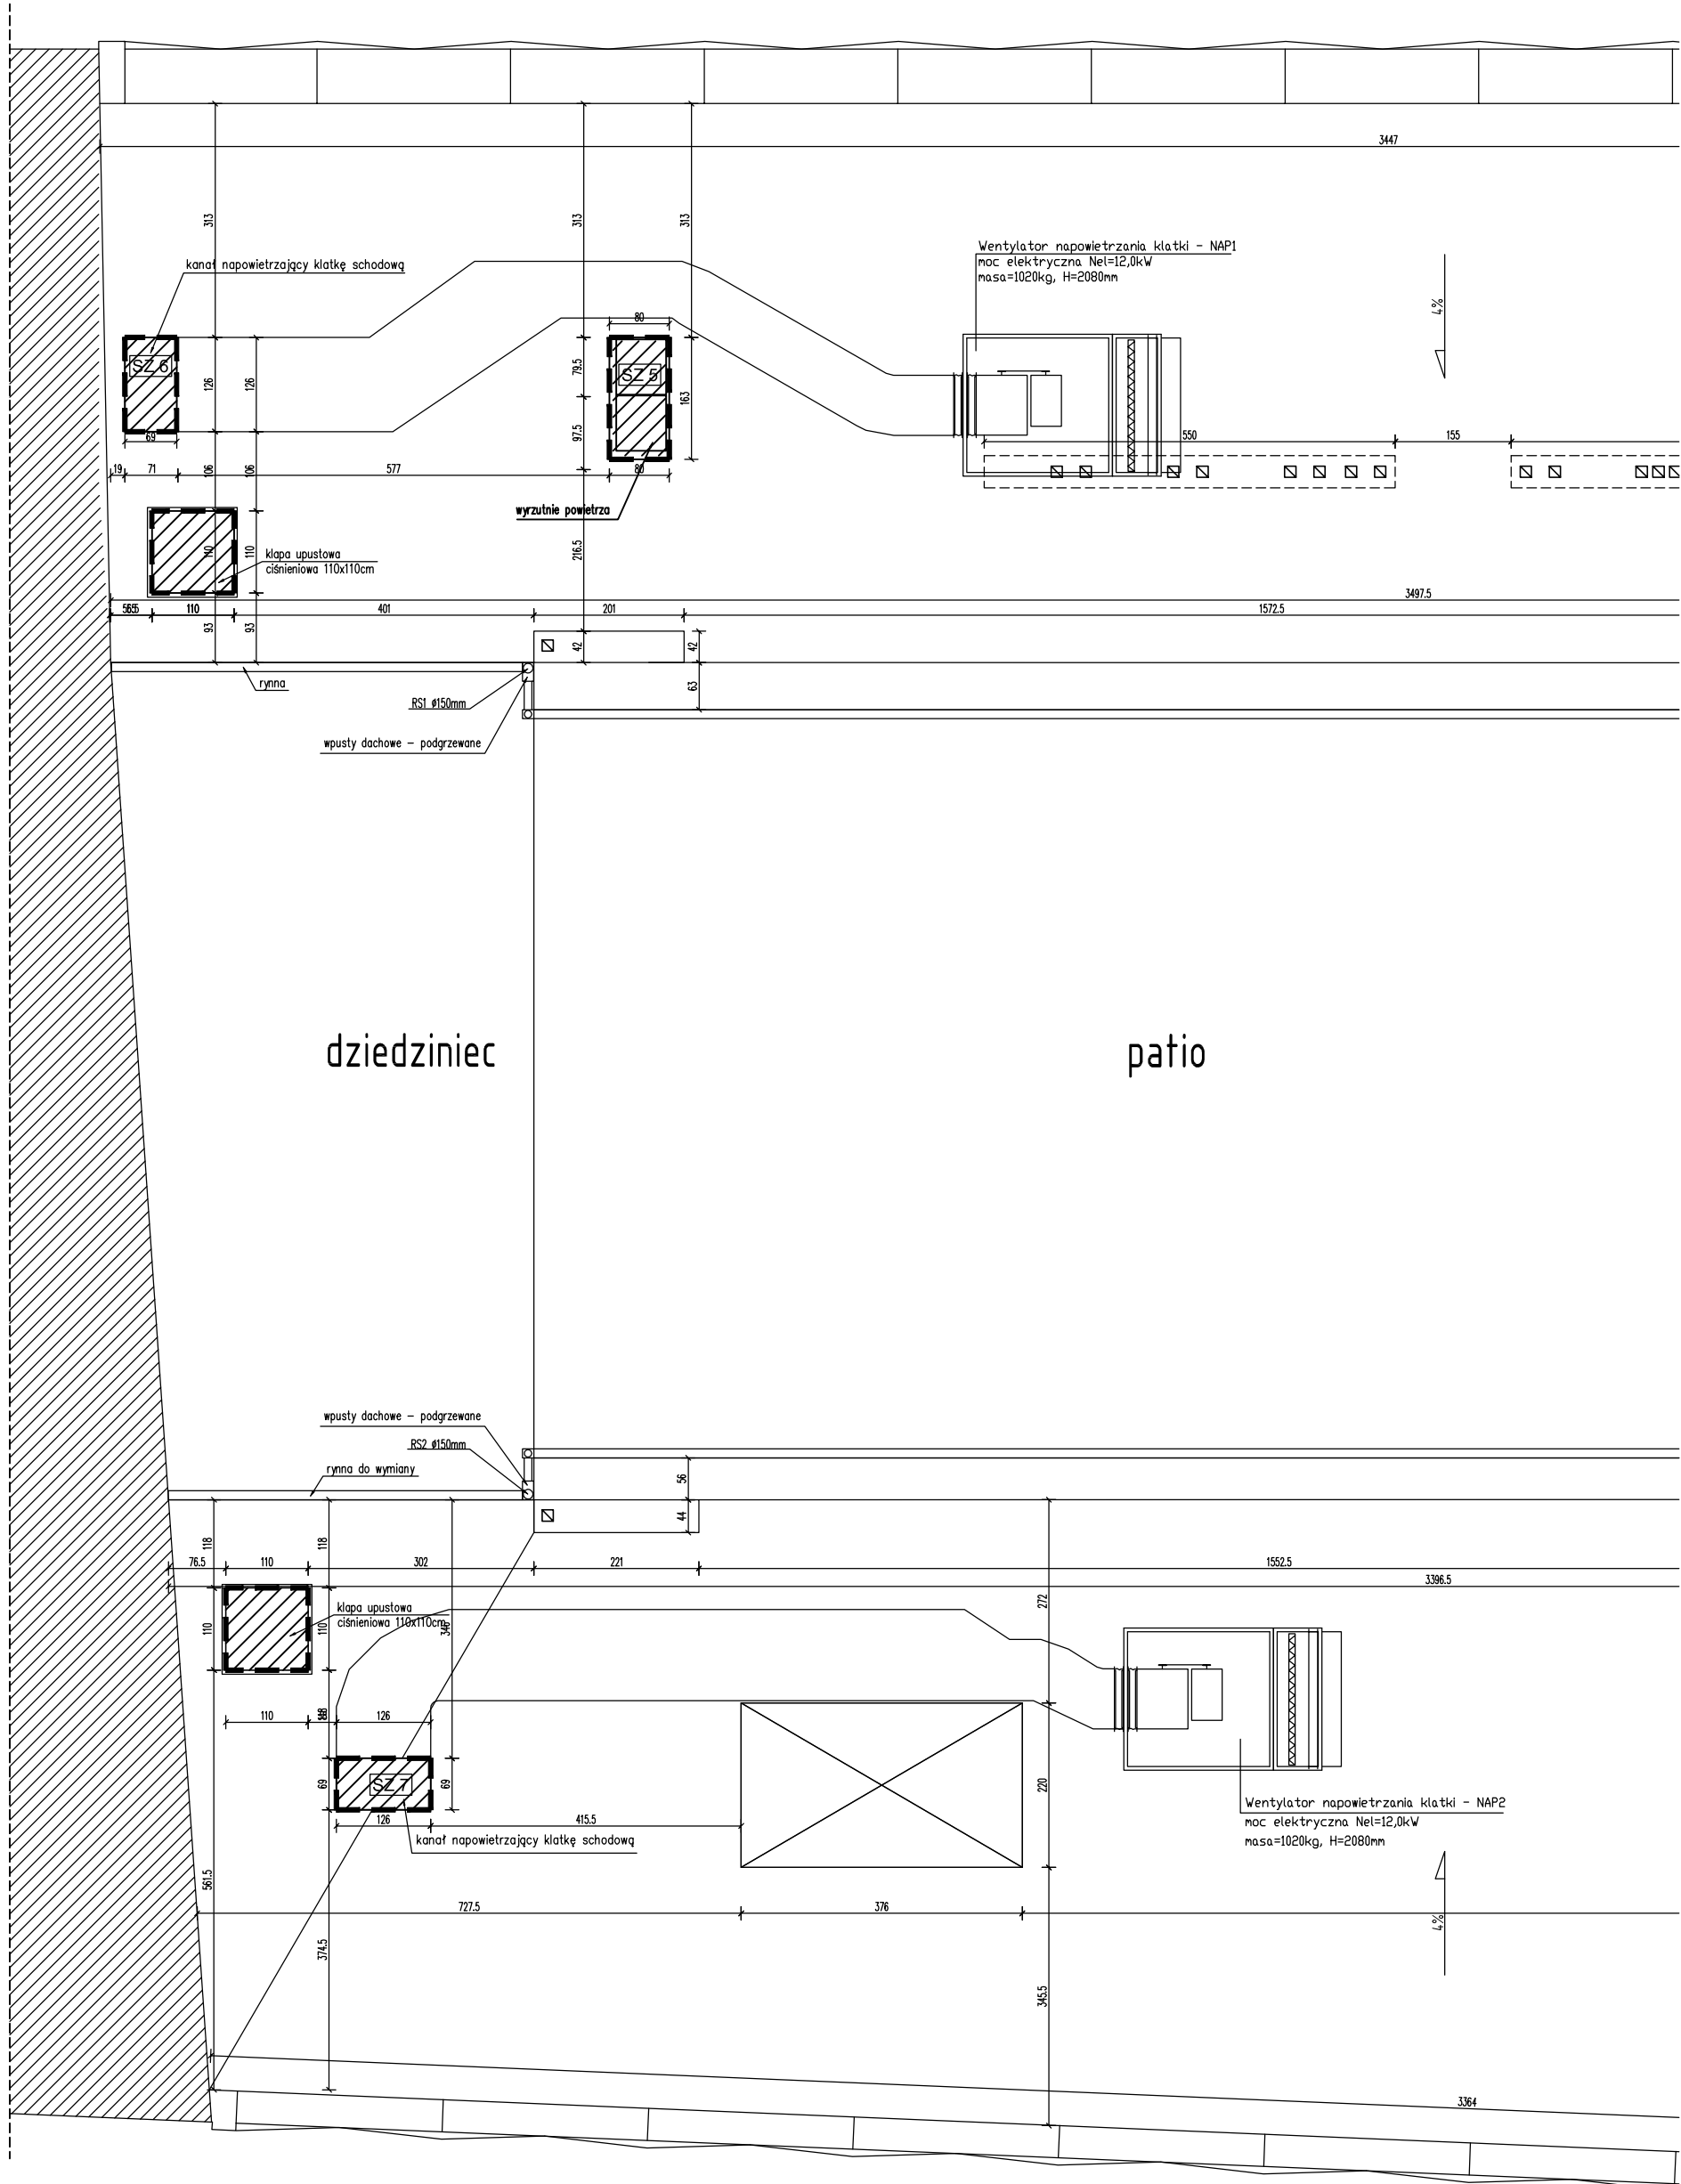 3447
313
313
313
Wentylator napowietrzania klatki - NAP1
moc elektryczna Nel=12,0kW
masa=1020kg, H=2080mm
kanał napowietrzający klatkę schodową
4%
80
SZ 6
SZ 5
126
126
79.5
163
97.5
69
550
155
19
71
106
106
577
80
wyrzutnie powietrza
110
110
216.5
klapa upustowa
ciśnieniowa 110x110cm
3497.5
110
401
201
1572.5
93
93
42
42
rynna
63
RS1 ø150mm
wpusty dachowe - podgrzewane
dziedziniec
patio
wpusty dachowe - podgrzewane
RS2 ø150mm
rynna do wymiany
56
44
118
118
76.5
110
302
221
1552.5
3396.5
272
klapa upustowa
ciśnieniowa 110x110cm
110
110
346
110
126
SZ 7
69
69
220
126
415.5
kanał napowietrzający klatkę schodową
Wentylator napowietrzania klatki - NAP2
moc elektryczna Nel=12,0kW
masa=1020kg, H=2080mm
561.5
727.5
376
4%
374.5
345.5
3364